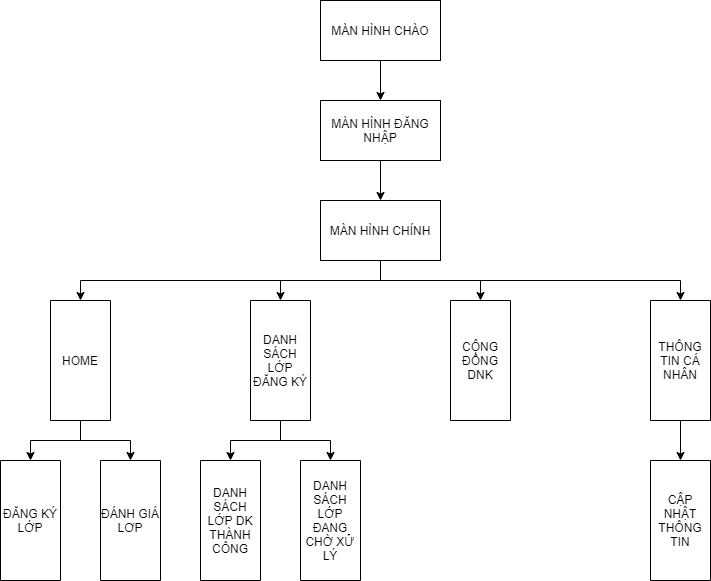 MÀN HÌNH CHÀO
MÀN HÌNH ĐĂNG
NHẬP
MÀN HÌNH CHÍNH
HOME
DANH
SÁCH
LỚP
ĐĂNG KÝ
CỘNG
ĐỒNG
DNK
THÔNG
TIN CÁ
NHÂN
ĐĂNG KÝ
LỚP
ĐÁNH GIÁ
LƠP
DANH
SÁCH
LỚP DK
THÀNH
CÔNG
DANH
SÁCH
LỚP
ĐANG
CHỜ XỬ
LÝ
CẬP
NHẬT
THÔNG
TIN